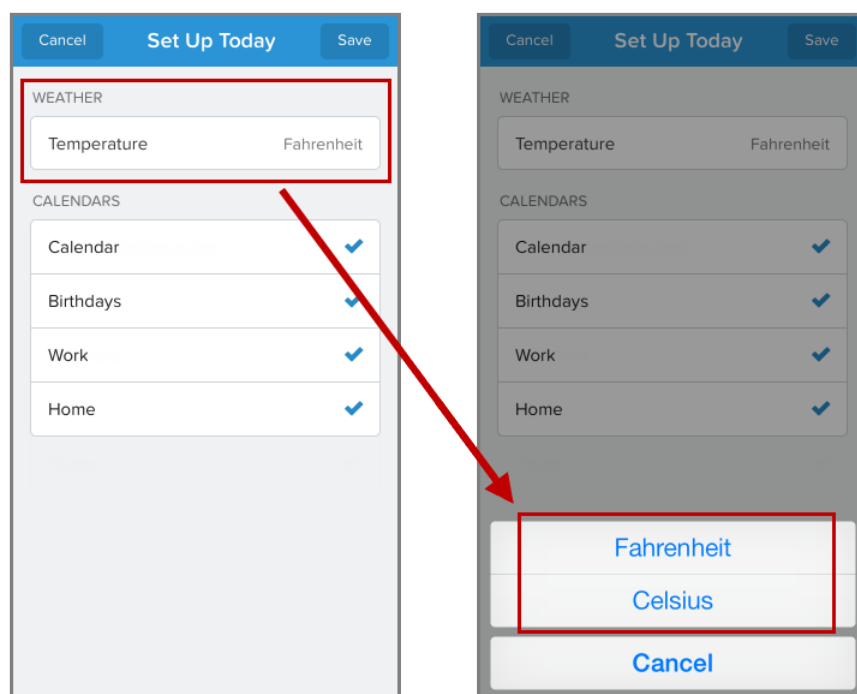 Cancel Set Up Today Save
WEATHER
Temperature Fahrenheit
CALENDARS
Calendar
Birthdays
Work
Home
Cancel Set Up Today Save
WEATHER
Temperature Fahrenheit
CALENDARS
Calendar
Birthdays
Work
Home
Fahrenheit
Celsius
Cancel